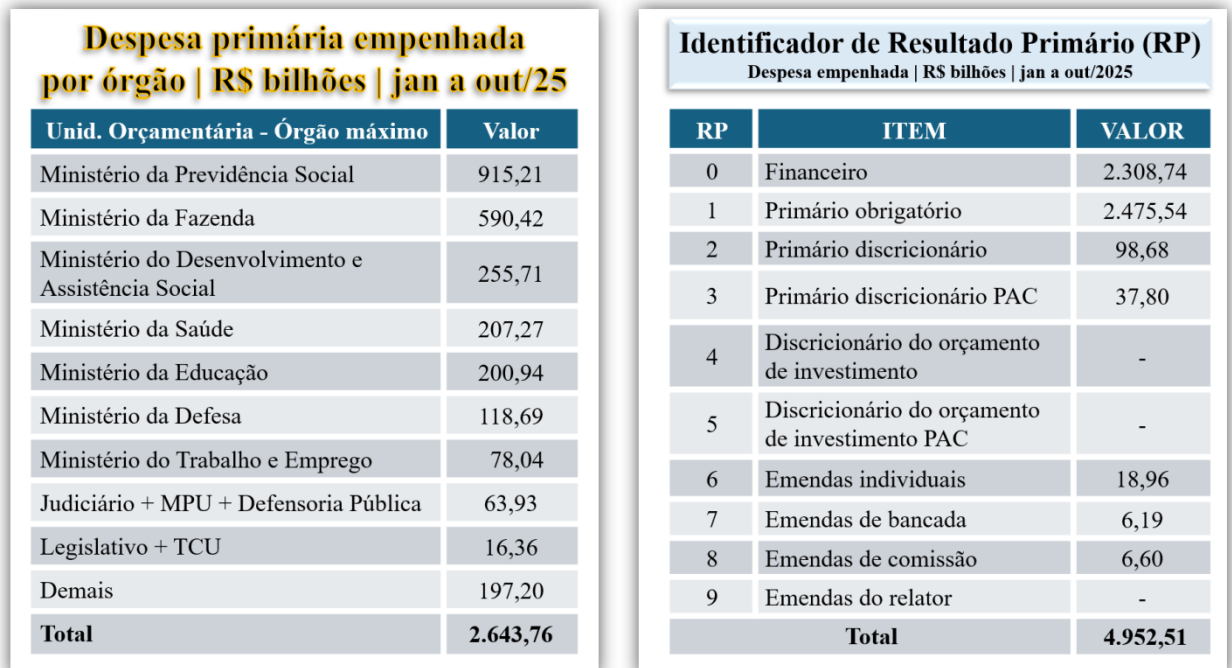 Despesa primária empenhada
por órgão | R$ bilhões | jan a out/25
Unid. Orçamentária - Órgão máximo Valor
Ministério da Previdência Social 915,21
Ministério da Fazenda 590,42
Ministério do Desenvolvimento e
Assistência Social 255,71
Ministério da Saúde 207,27
Ministério da Educação 200,94
Ministério da Defesa 118,69
Ministério do Trabalho e Emprego 78,04
Judiciário + MPU + Defensoria Pública 63,93
Legislativo + TCU 16,36
Demais 197,20
Total 2.643,76
Identificador de Resultado Primário (RP)
Despesa empenhada | R$ bilhões | jan a out/2025
RP ITEM VALOR
0 Financeiro 2.308,74
1 Primário obrigatório 2.475,54
2 Primário discricionário 98,68
3 Primário discricionário PAC 37,80
4 Discricionário do orçamento
de investimento -
5 Discricionário do orçamento
de investimento PAC -
6 Emendas individuais 18,96
7 Emendas de bancada 6,19
8 Emendas de comissão 6,60
9 Emendas do relator -
Total 4.952,51